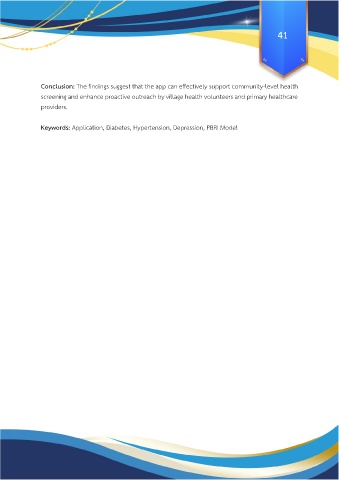 41
Conclusion: The findings suggest that the app can effectively support community-level health
screening and enhance proactive outreach by village health volunteers and primary healthcare
providers.
Keywords: Application, Diabetes, Hypertension, Depression, PBRI Model